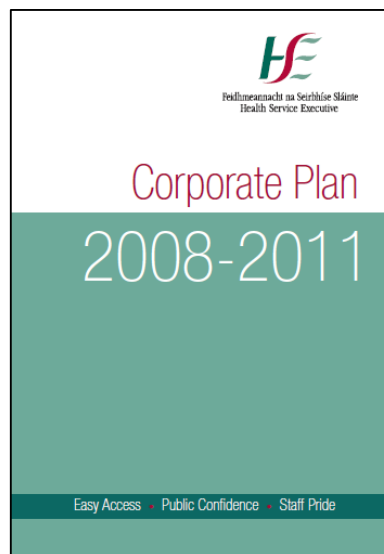 HSE
Feidhmeannacht na Seirbhíse Sláinte
Health Service Executive
Corporate Plan
2008-2011
Easy Access • Public Confidence • Staff Pride